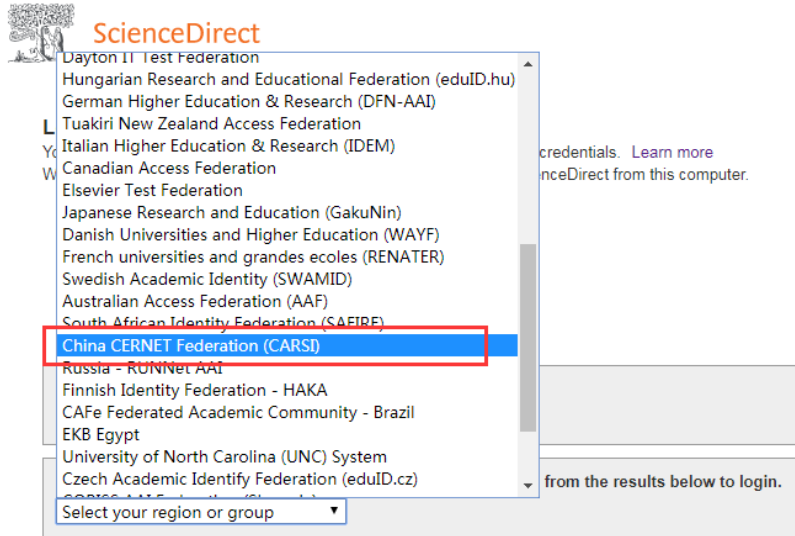 ScienceDirect
Dayton IT Test Federation
Hungarian Research and Educational Federation (eduID.hu)
German Higher Education & Research (DFN-AAI)
Tuakiri New Zealand Access Federation
Italian Higher Education & Research (IDEM)
credentials. Learn more
Canadian Access Federation
ScienceDirect from this computer.
Elsevier Test Federation
Japanese Research and Education (GakuNin)
Danish Universities and Higher Education (WAYF)
French universities and grandes ecoles (RENATER)
Swedish Academic Identity (SWAMID)
Australian Access Federation (AAF)
South African Identity Federation (SAFIRE)
China CERNET Federation (CARSI)
Russia - RUNNet AAI
Finnish Identity Federation - HAKA
CAFe Federated Academic Community - Brazil
EKB Egypt
University of North Carolina (UNC) System
Czech Academic Identify Federation (eduID.cz)
from the results below to login.
Select your region or group